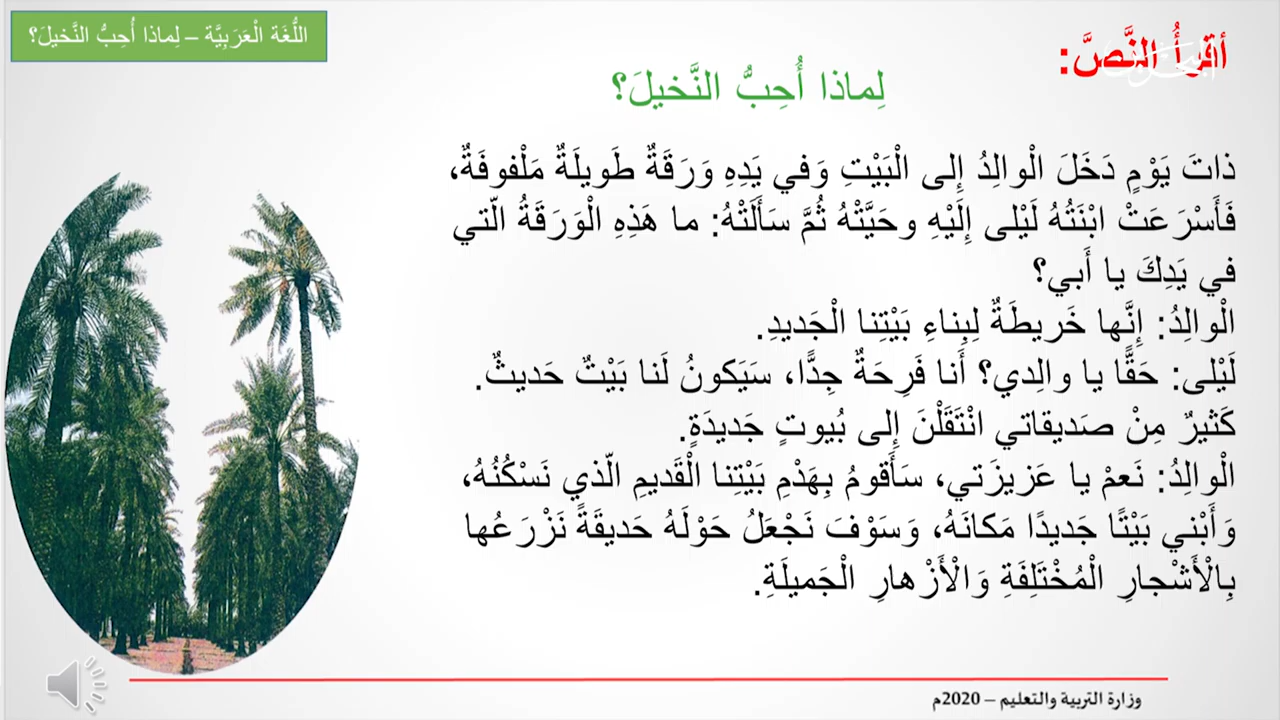 اللُّغَة الْعَرَبِيَّة – لِماذا أُحِبُّ النَّخيلَ؟
أقرأُ النَّصَّ:
لِماذا أُحِبُّ النَّخيلَ؟
ذاتَ يَوْمٍ دَخَلَ الْوالِدُ إِلى الْبَيْتِ وَفي يَدِهِ وَرَقَةٌ طَويلَةٌ مَلْفوفَةٌ،
فَأَسْرَعَتْ ابْنَتُهُ لَيْلى إِلَيْهِ وحَيَّتْهُ ثُمَّ سَأَلَتْهُ: ما هَذِهِ الْوَرَقَةُ الّتي
في يَدِكَ يا أَبي؟
الْوالِدُ: إِنَّها خَريطَةٌ لِبِناءِ بَيْتِنا الْجَديدِ.
لَيْلى: حَقًّا يا والِدي؟ أَنا فَرِحَةٌ جِدًّا، سَيَكونُ لَنا بَيْتٌ حَديثٌ.
كَثيرٌ مِنْ صَديقاتي انْتَقَلْنَ إِلى بُيوتٍ جَديدَةٍ.
الْوالِدُ: نَعمْ يا عَزيزَتي، سَأَقومُ بِهَدْمِ بَيْتِنا الْقَديمِ الّذي نَسْكُنُهُ،
وَأَبْني بَيْتًا جَديدًا مَكانَهُ، وَسَوْفَ نَجْعَلُ حَوْلَهُ حَديقَةً نَزْرَعُها
بِالْأَشْجارِ الْمُخْتَلِفَةِ وَالْأَزْهارِ الْجَميلَةِ.
وزارة التربية والتعليم – 2020م